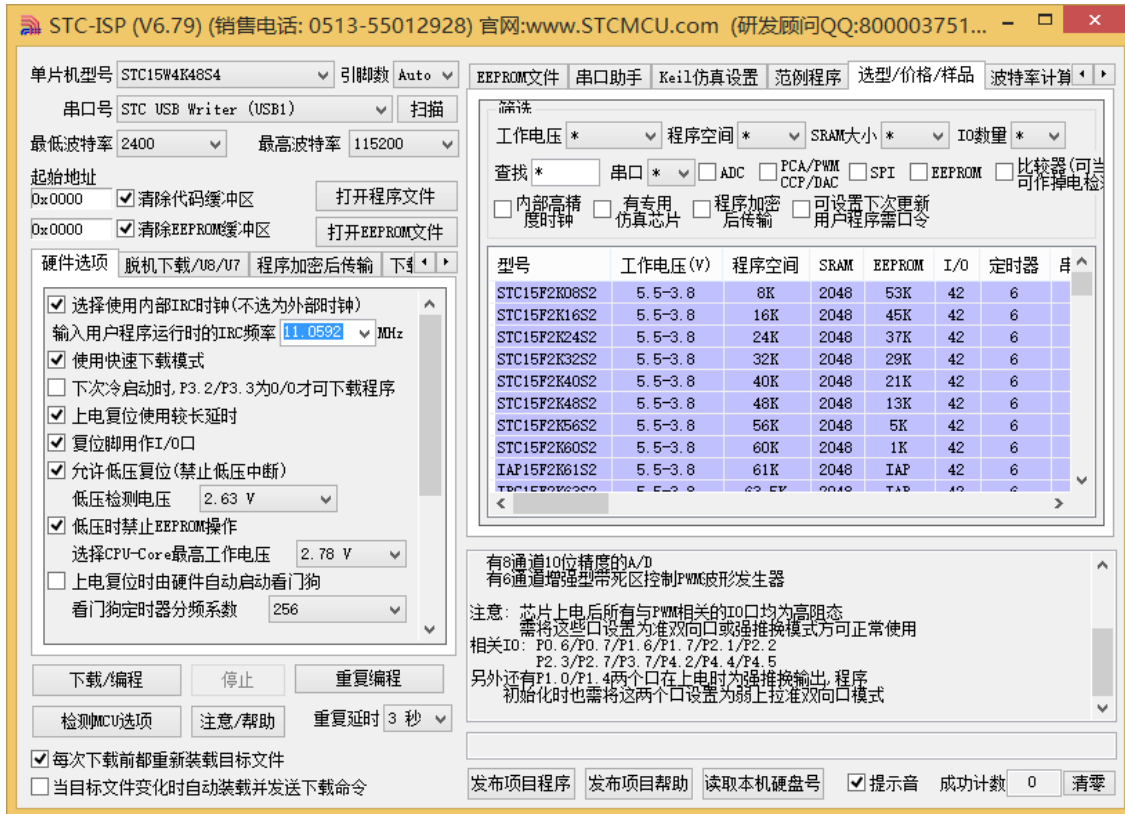 STC-ISP (V6.79) (销售电话: 0513-55012928) 官网:www.STCMCU.com (研发顾问QQ:800003751...
单片机型号 STC15W4K48S4 引脚数 Auto
串口号 STC USB Writer (USB1) 扫描
最低波特率 2400 最高波特率 115200
起始地址
0x0000 清除代码缓冲区 打开程序文件
0x0000 清除EEPROM缓冲区 打开EEPROM文件
硬件选项 脱机下载/U8/U7 程序加密后传输
选择使用内部IRC时钟(不选为外部时钟)
输入用户程序运行时的IRC频率 11.0592 MHz
使用快速下载模式
下次冷启动时,P3.2/P3.3为0/0才可下载程序
上电复位使用较长延时
复位脚用作I/O口
允许低压复位(禁止低压中断)
低压检测电压 2.63 V
低压时禁止EEPROM操作
选择CPU-Core最高工作电压 2.78 V
上电复位时由硬件自动启动看门狗
看门狗定时器分频系数 256
下载/编程 停止 重复编程
检测MCU选项 注意/帮助 重复延时 3 秒
每次下载前都重新装载目标文件
当目标文件变化时自动装载并发送下载命令
EEPROM文件 串口助手 Keil仿真设置 范例程序 选型/价格/样品 波特率计算
筛选
工作电压 * 程序空间 * SRAM大小 * IO数量 *
查找 * 串口 * ADC PCA/PWM CCP/DAC SPI EEPROM 比较器(可当 可作掉电检
内部高精度时钟 有专用仿真芯片 程序加密后传输 可设置下次更新用户程序需口令
型号 工作电压(V) 程序空间 SRAM EEPROM I/O 定时器 串
STC15F2K08S2 5.5-3.8 8K 2048 53K 42 6
STC15F2K16S2 5.5-3.8 16K 2048 45K 42 6
STC15F2K24S2 5.5-3.8 24K 2048 37K 42 6
STC15F2K32S2 5.5-3.8 32K 2048 29K 42 6
STC15F2K40S2 5.5-3.8 40K 2048 21K 42 6
STC15F2K48S2 5.5-3.8 48K 2048 13K 42 6
STC15F2K56S2 5.5-3.8 56K 2048 5K 42 6
STC15F2K60S2 5.5-3.8 60K 2048 1K 42 6
IAP15F2K61S2 5.5-3.8 61K 2048 IAP 42 6
有8通道10位精度的A/D
有6通道增强型带死区控制PWM波形发生器
注意: 芯片上电后所有与PWM相关的IO口均为高阻态
需将这些口设置为准双向口或强推挽模式方可正常使用
相关IO: P0.6/P0.7/P1.6/P1.7/P2.1/P2.2
P2.3/P2.7/P3.7/P4.2/P4.4/P4.5
另外还有P1.0/P1.4两个口在上电时为强推挽输出,程序
初始化时也需将这两个口设置为弱上拉准双向口模式
发布项目程序 发布项目帮助 读取本机硬盘号 提示音 成功计数 0 清零